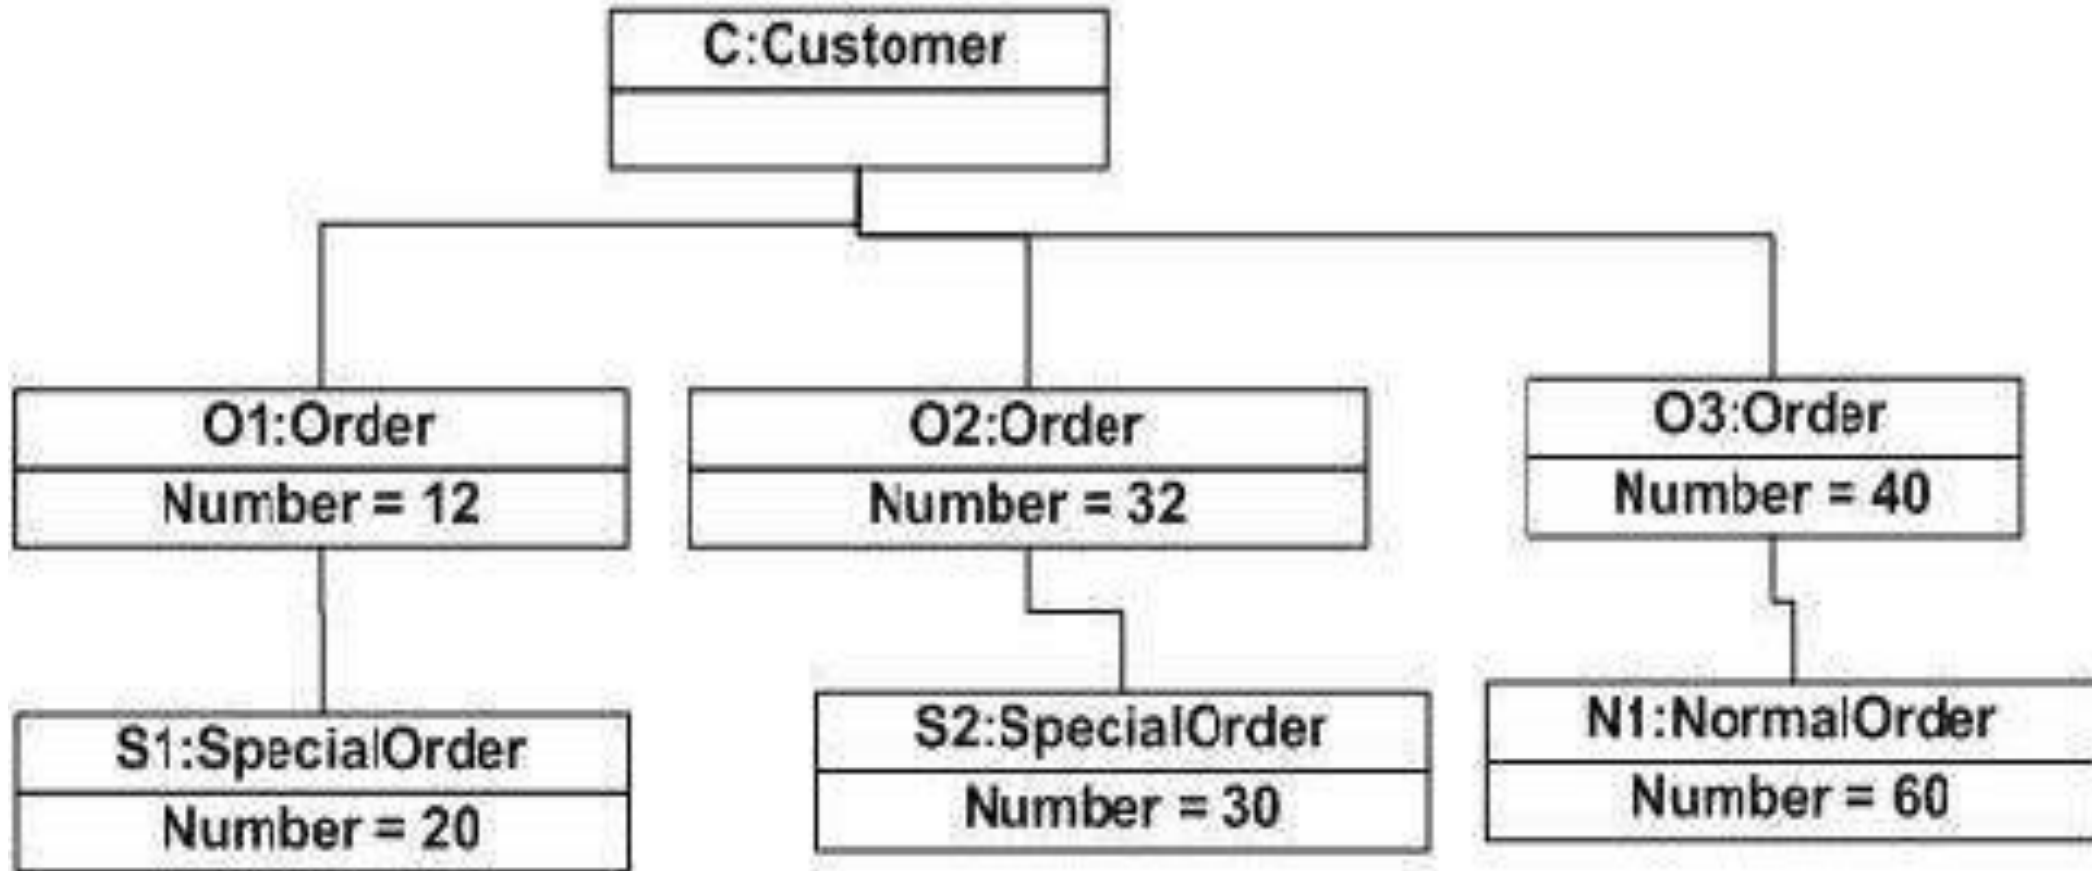 C:Customer
O1:Order
Number = 12
O2:Order
Number = 32
O3:Order
Number = 40
S1:SpecialOrder
Number = 20
S2:SpecialOrder
Number = 30
N1:NormalOrder
Number = 60